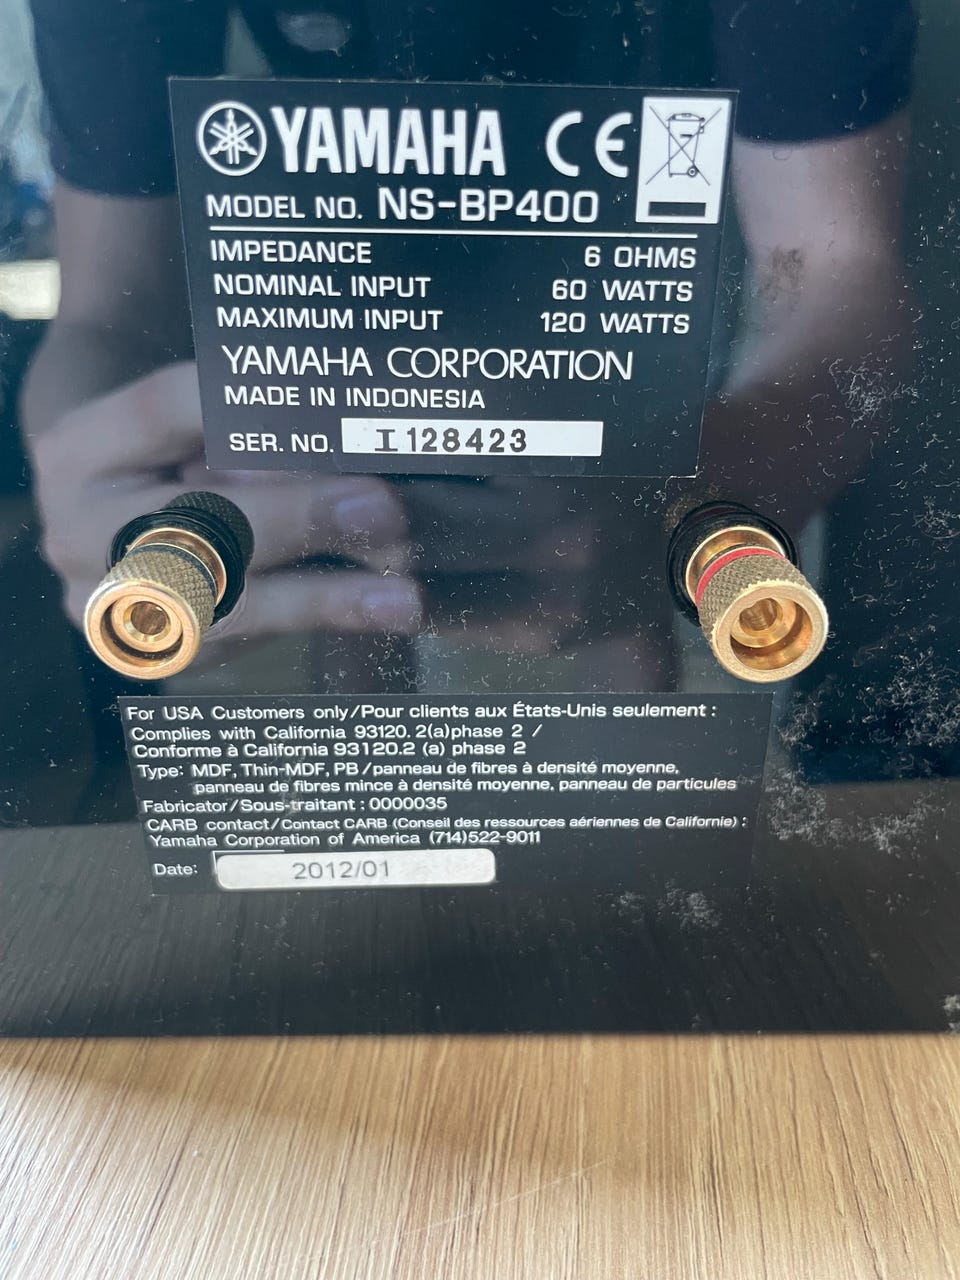 YAMAHA CE
MODEL NO. NS-BP400
IMPEDANCE 6 OHMS
NOMINAL INPUT 60 WATTS
MAXIMUM INPUT 120 WATTS
YAMAHA CORPORATION
MADE IN INDONESIA
SER. NO. I128423
For USA Customers only/Pour clients aux États-Unis seulement :
Complies with California 93120. 2(a)phase 2 /
Conforme à California 93120.2 (a) phase 2
Type: MDF, Thin-MDF, PB/panneau de fibres à densité moyenne,
panneau de fibres mince à densité moyenne, panneau de particules
Fabricator/Sous-traitant : 0000035
CARB contact/Contact CARB (Conseil des ressources aériennes de Californie) :
Yamaha Corporation of America (714)522-9011
Date: 2012/01